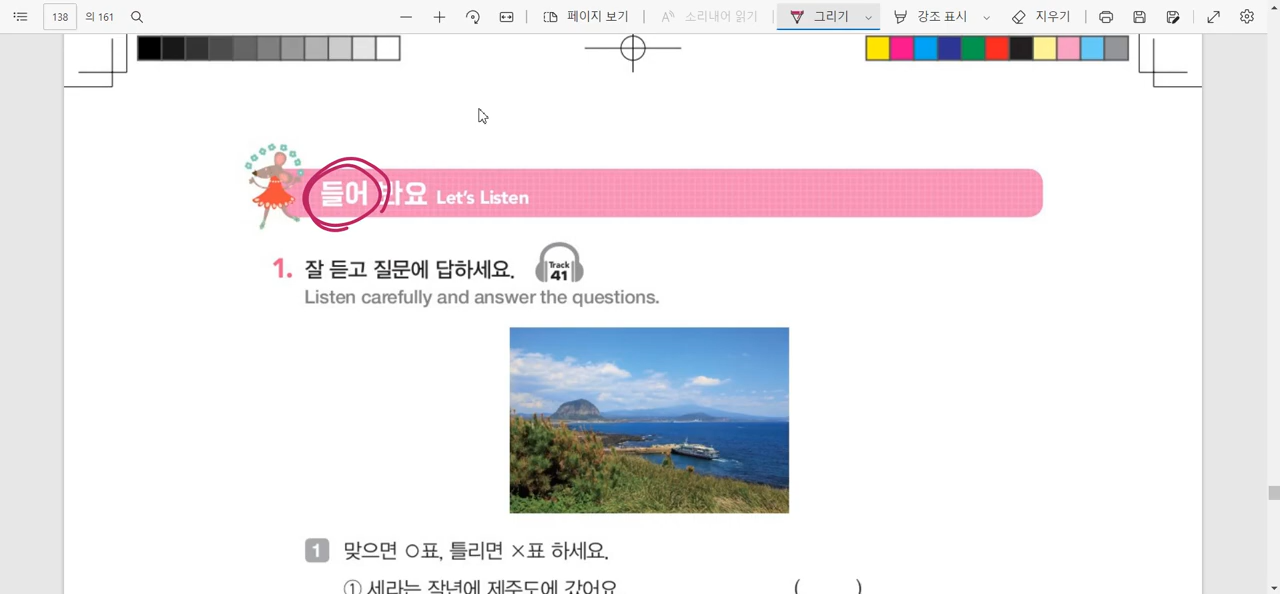 138 의 161 페이지 보기 소리내어 읽기 그리기 강조 표시 지우기
들어 봐요 Let's Listen
1. 잘 듣고 질문에 답하세요. Track 41
Listen carefully and answer the questions.
1 맞으면 ○표, 틀리면 ×표 하세요.
① 세라는 작년에 제주도에 갔어요 ( )